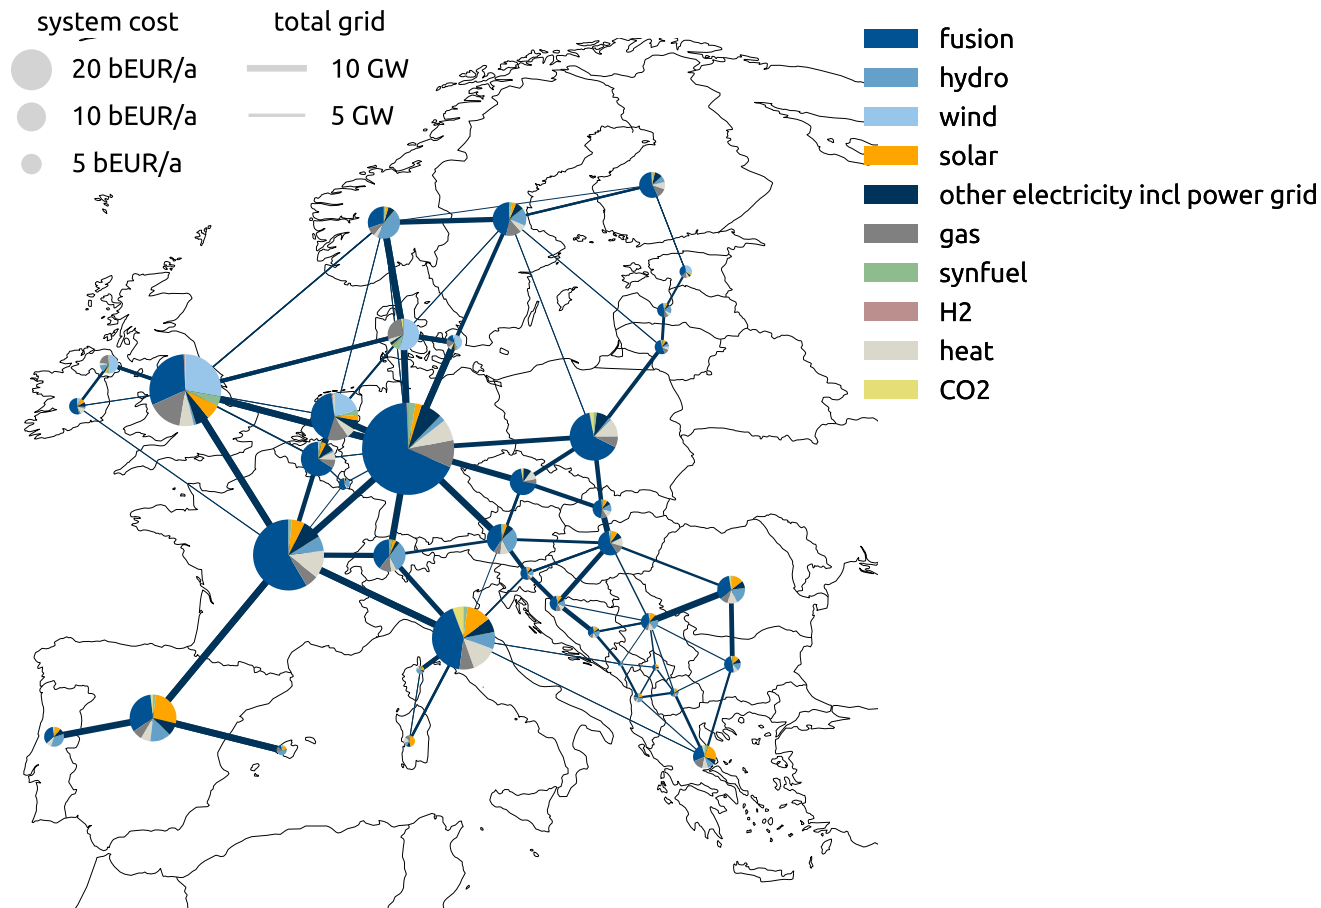 system cost
20 bEUR/a
10 bEUR/a
5 bEUR/a
total grid
10 GW
5 GW
fusion
hydro
wind
solar
other electricity incl power grid
gas
synfuel
H2
heat
CO2